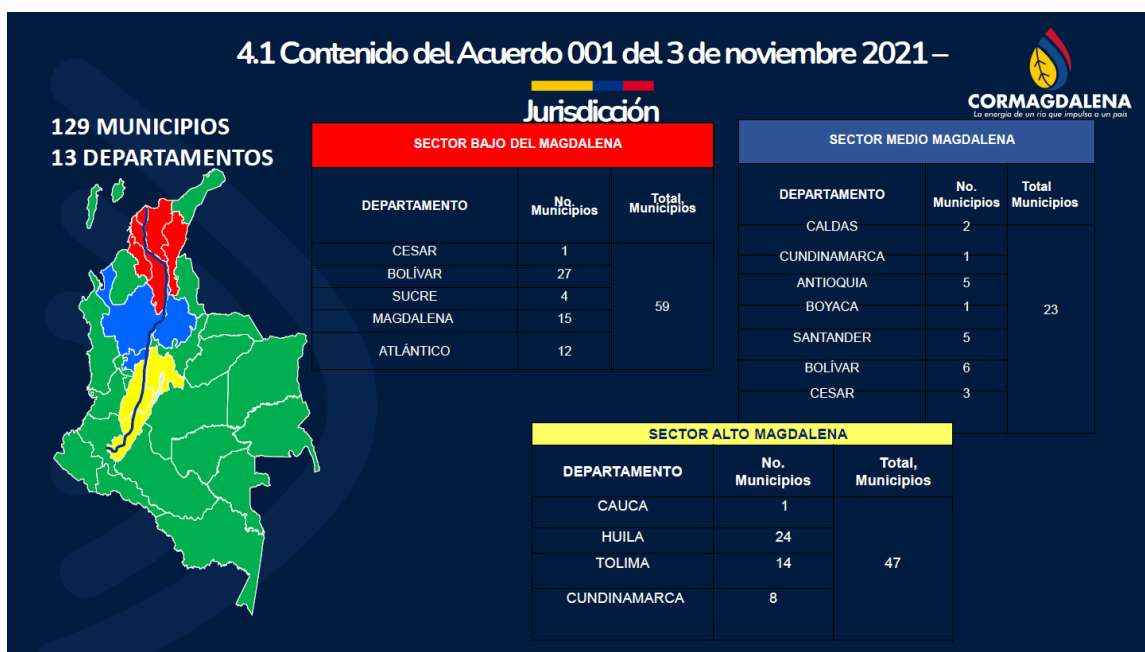 4.1 Contenido del Acuerdo 001 del 3 de noviembre 2021 –
Jurisdicción
CORMAGDALENA
La energía de un río que impulsa a un país
129 MUNICIPIOS
13 DEPARTAMENTOS
SECTOR BAJO DEL MAGDALENA
DEPARTAMENTO No. Municipios Total, Municipios
CESAR 1
BOLÍVAR 27
SUCRE 4
59
MAGDALENA 15
ATLÁNTICO 12
SECTOR MEDIO MAGDALENA
DEPARTAMENTO No. Municipios Total Municipios
CALDAS 2
CUNDINAMARCA 1
ANTIOQUIA 5
BOYACA 1
23
SANTANDER 5
BOLÍVAR 6
CESAR 3
SECTOR ALTO MAGDALENA
DEPARTAMENTO No. Municipios Total, Municipios
CAUCA 1
HUILA 24
TOLIMA 14 47
CUNDINAMARCA 8